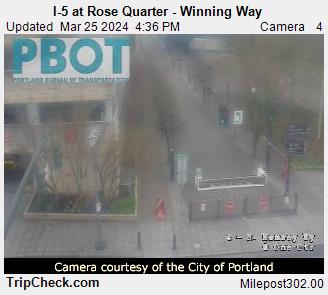 I-5 at Rose Quarter - Winning Way
Updated Mar 25 2024 4:36 PM Camera 4
PBOT
PORTLAND BUREAU OF TRANSPORTATION
Camera courtesy of the City of Portland
TripCheck.com Milepost302.00